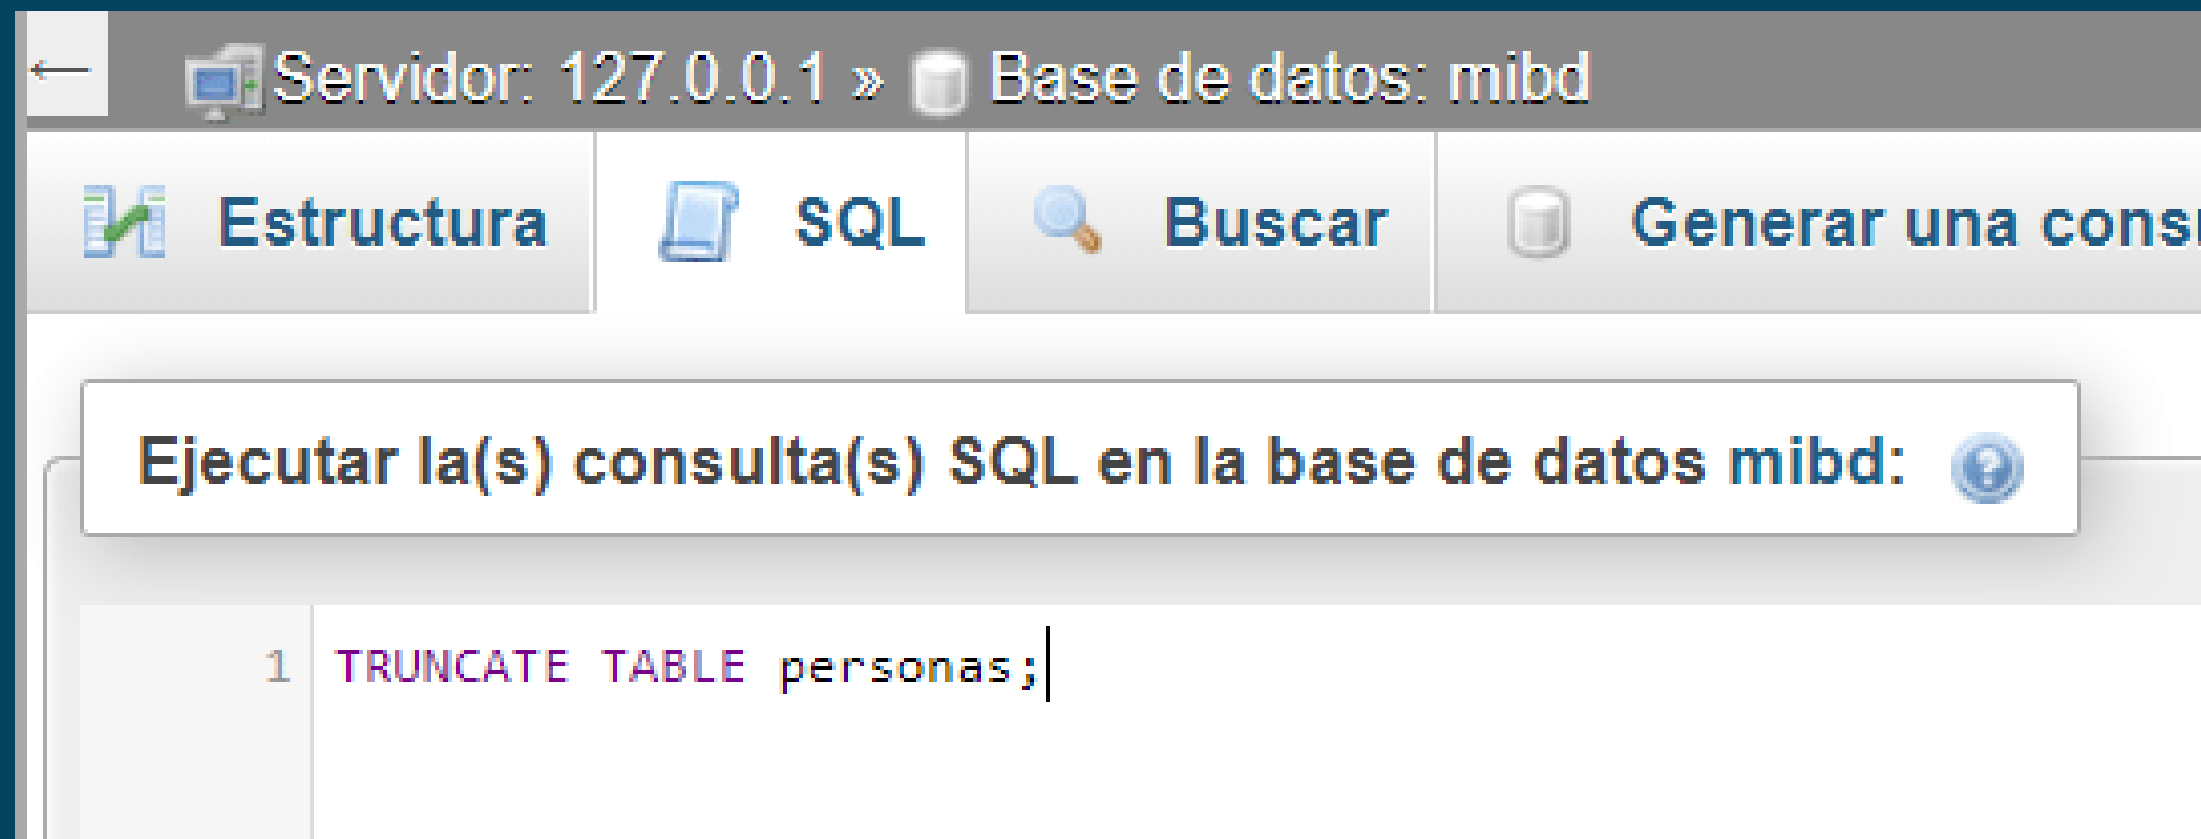 ← Servidor: 127.0.0.1 » Base de datos: mibd
Estructura SQL Buscar Generar una
Ejecutar la(s) consulta(s) SQL en la base de datos mibd:
1 TRUNCATE TABLE personas;